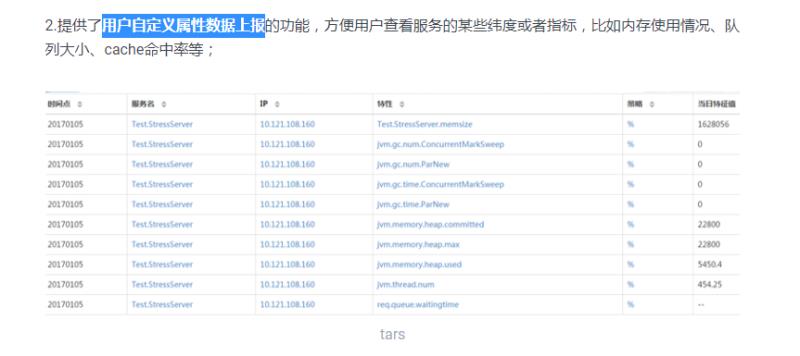 2.提供了用户自定义属性数据上报的功能，方便用户查看服务的某些纬度或者指标，比如内存使用情况、队
列大小、cache命中率等；
时间点 服务名 IP 特性 策略 当日特征值
20170105 Test.StressServer 10.121.108.160 Test.StressServer.memsize % 1628056
20170105 Test.StressServer 10.121.108.160 jvm.gc.num.ConcurrentMarkSweep % 0
20170105 Test.StressServer 10.121.108.160 jvm.gc.num.ParNew % 0
20170105 Test.StressServer 10.121.108.160 jvm.gc.time.ConcurrentMarkSweep % 0
20170105 Test.StressServer 10.121.108.160 jvm.gc.time.ParNew % 0
20170105 Test.StressServer 10.121.108.160 jvm.memory.heap.committed % 22800
20170105 Test.StressServer 10.121.108.160 jvm.memory.heap.max % 22800
20170105 Test.StressServer 10.121.108.160 jvm.memory.heap.used % 5450.4
20170105 Test.StressServer 10.121.108.160 jvm.thread.num % 454.25
20170105 Test.StressServer 10.121.108.160 req.queue.waitingtime % --
tars